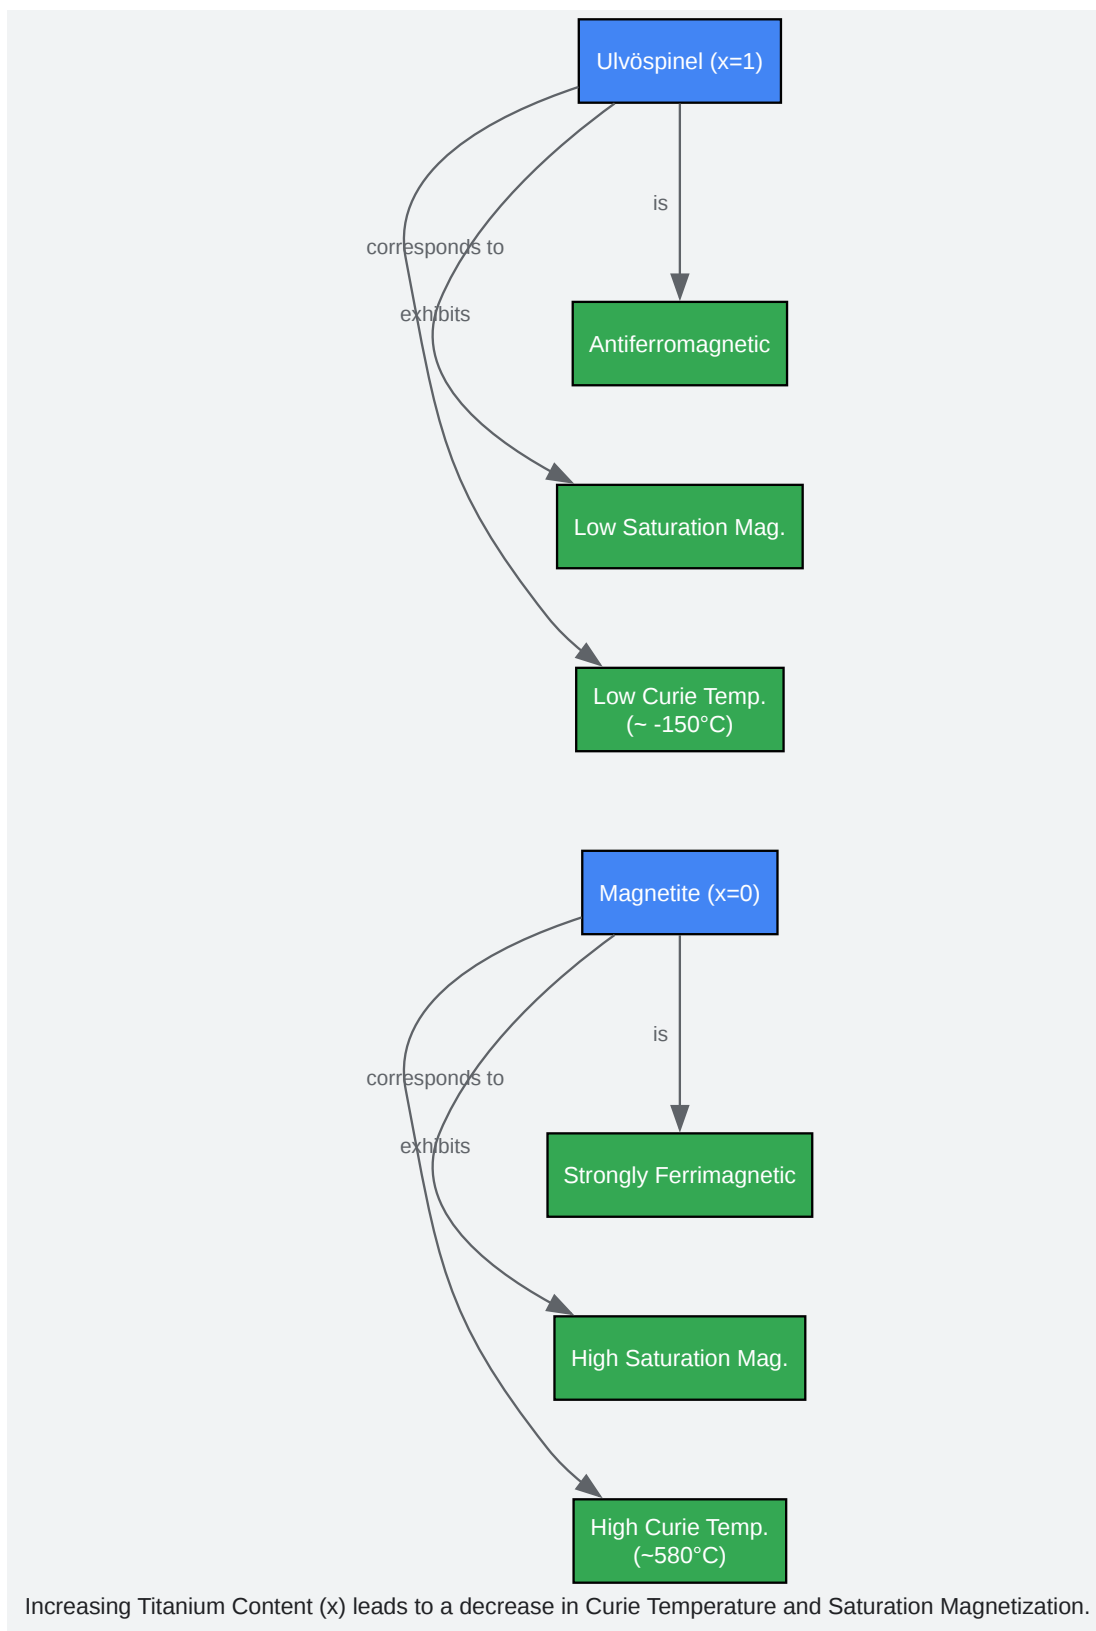 Ulvöspinel (x=1)
is
corresponds to
exhibits
Antiferromagnetic
Low Saturation Mag.
Low Curie Temp.
(~ -150°C)
Magnetite (x=0)
is
corresponds to
exhibits
Strongly Ferrimagnetic
High Saturation Mag.
High Curie Temp.
(~580°C)
Increasing Titanium Content (x) leads to a decrease in Curie Temperature and Saturation Magnetization.